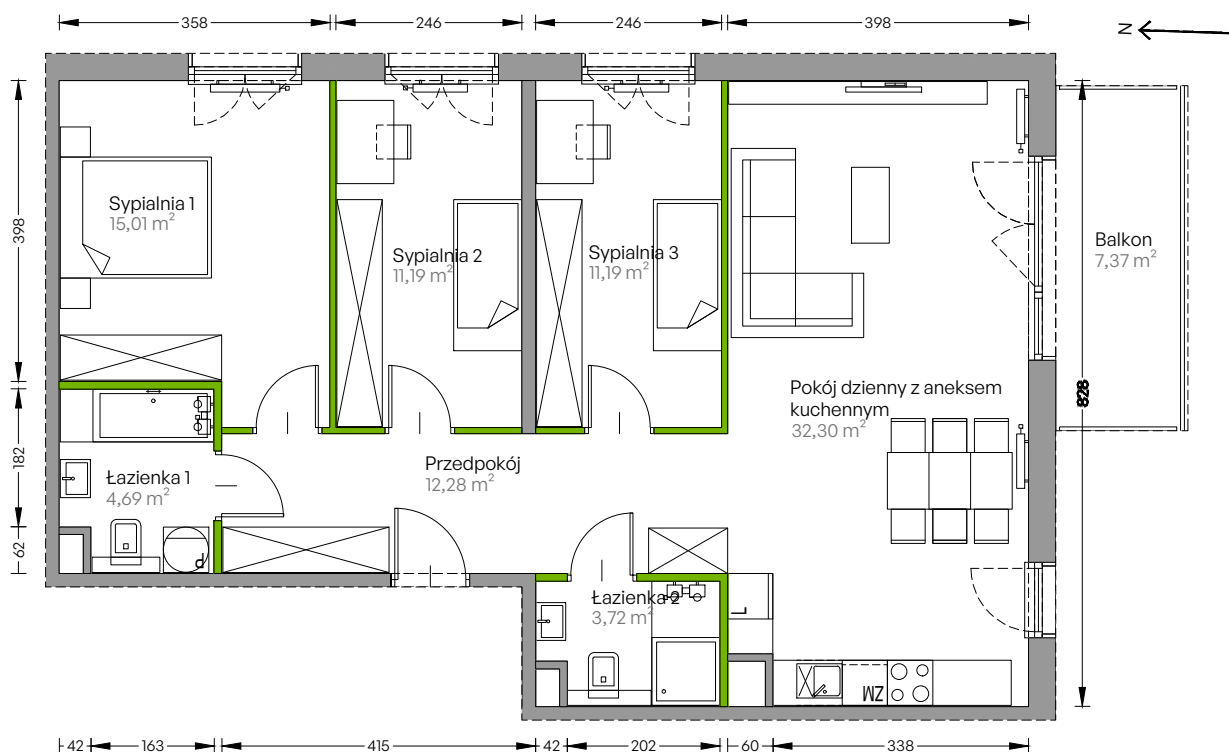 358
246
246
398
N
398
Sypialnia 1
15,01 m²
Sypialnia 2
11,19 m²
Sypialnia 3
11,19 m²
Balkon
7,37 m²
Pokój dzienny z aneksem
kuchennym
32,30 m²
828
182
Łazienka 1
4,69 m²
Przedpokój
12,28 m²
62
P
Łazienka 2
3,72 m²
L
ZM
42
163
415
42
202
60
338